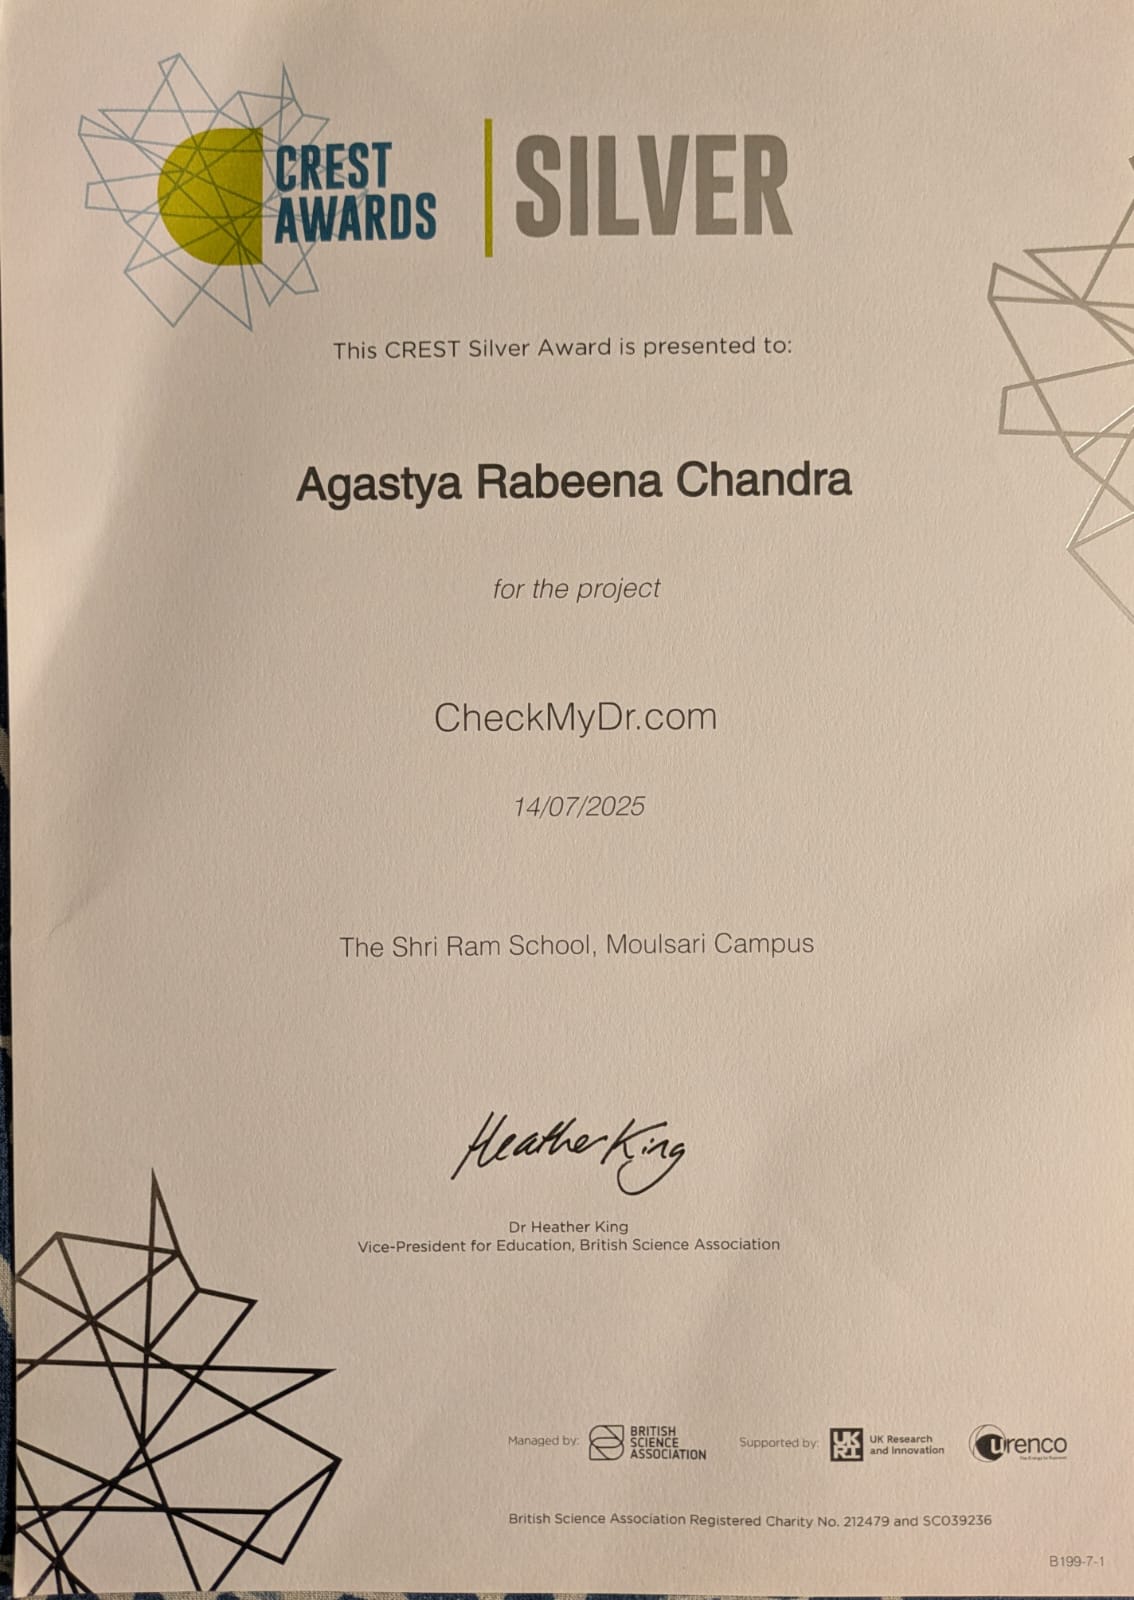 CREST
AWARDS
SILVER
This CREST Silver Award is presented to:
Agastya Rabeena Chandra
for the project
CheckMyDr.com
14/07/2025
The Shri Ram School, Moulsari Campus
Heather King
Dr Heather King
Vice-President for Education, British Science Association
Managed by:
BRITISH
SCIENCE
ASSOCIATION
Supported by:
UK
RI
UK Research
and Innovation
urenco
British Science Association Registered Charity No. 212479 and SC039236
B199-7-1